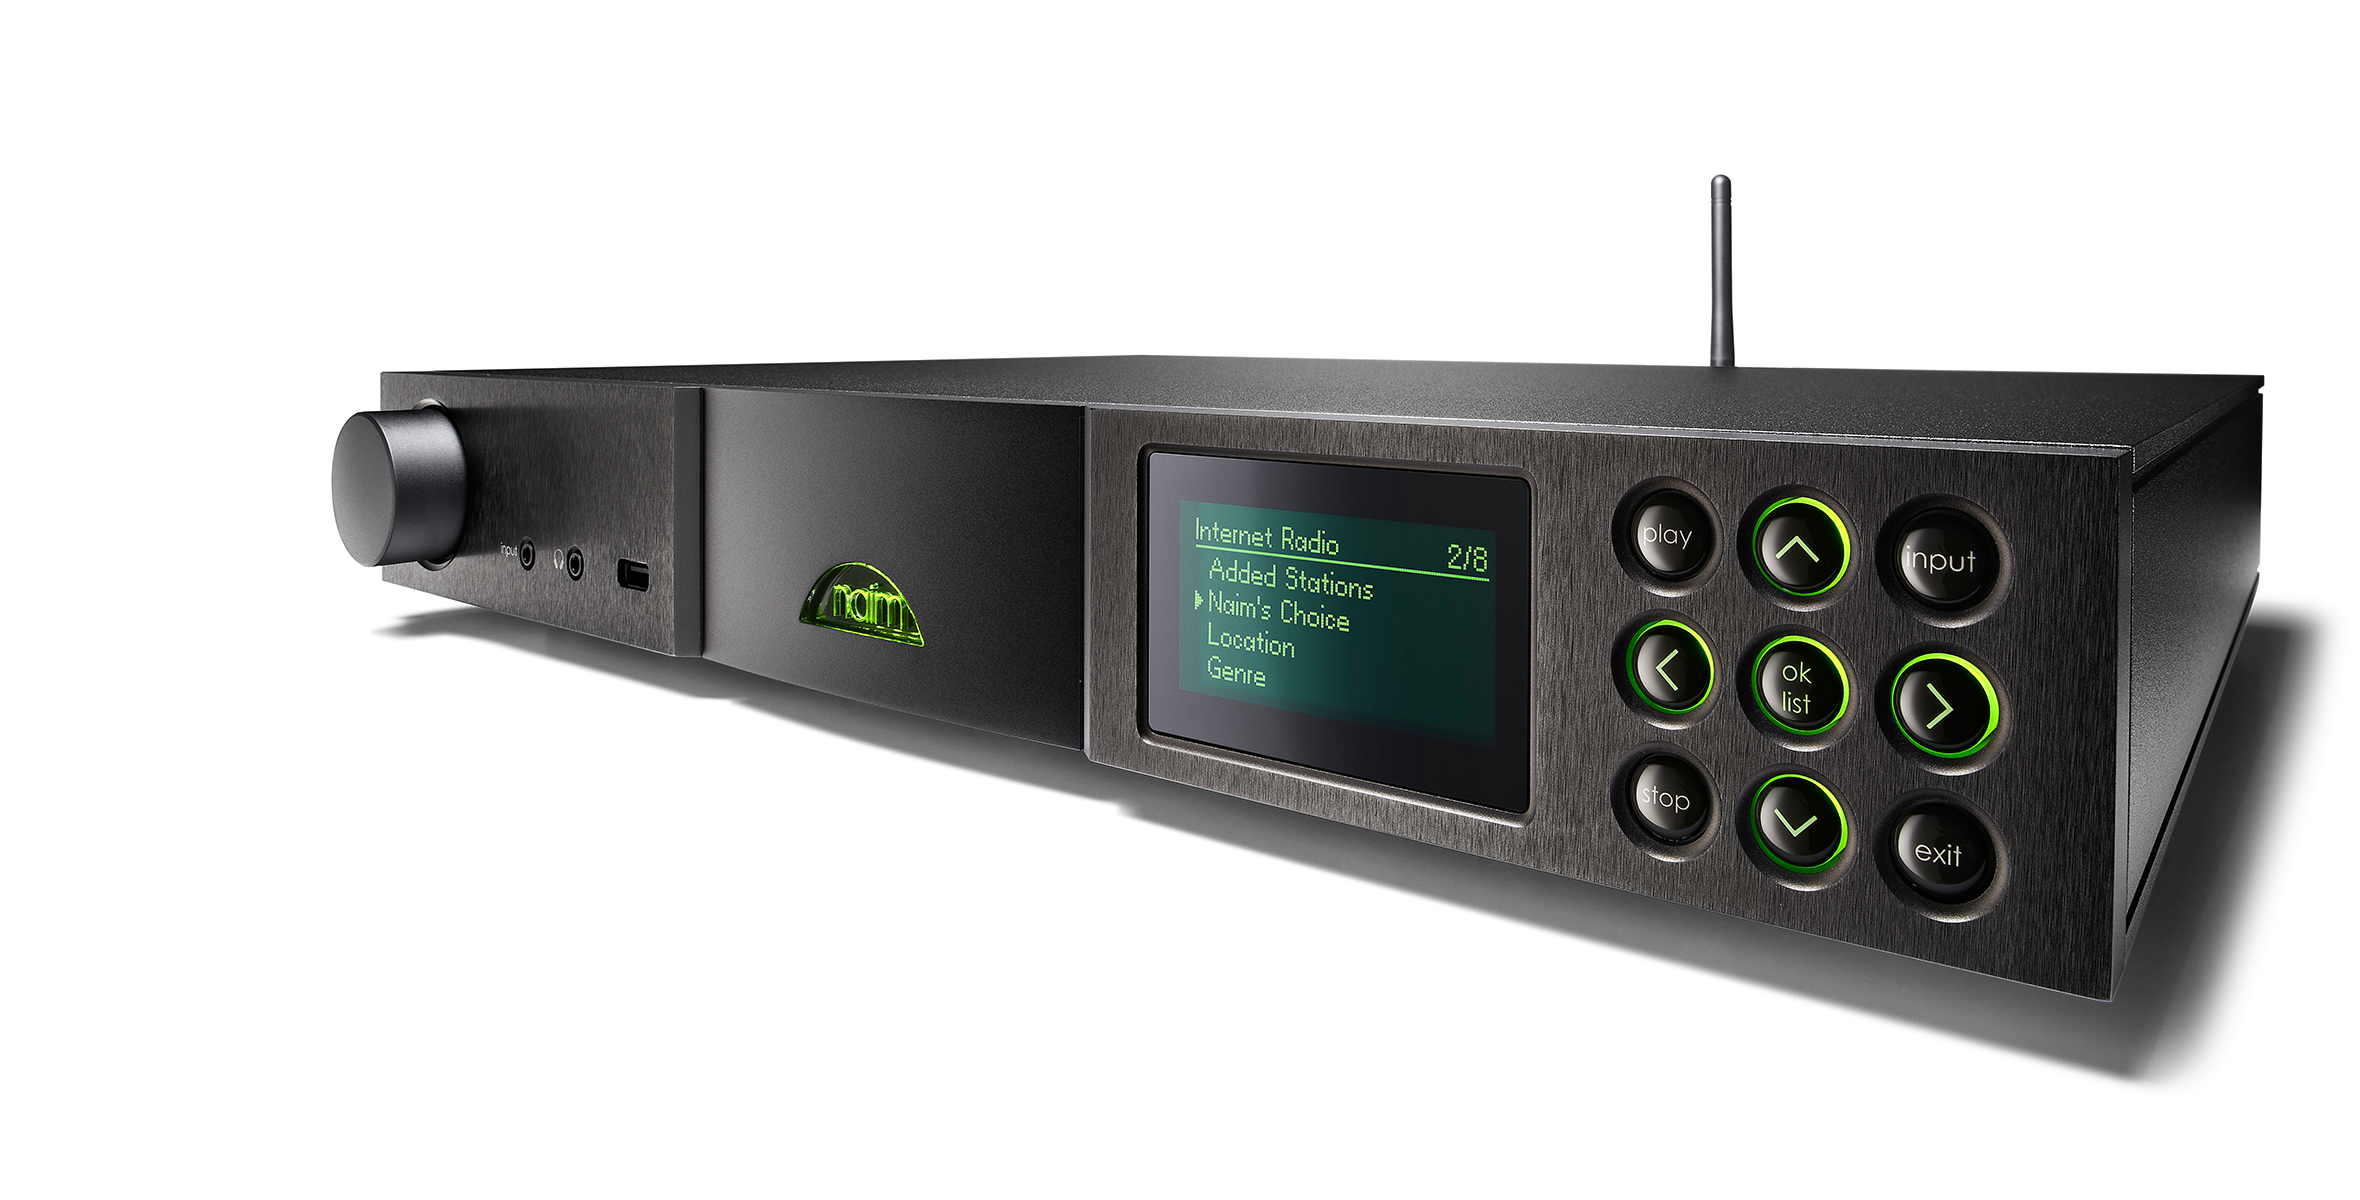 input
naim
Internet Radio 2/8
Added Stations
Naim's Choice
Location
Genre
play
input
ok
list
stop
exit